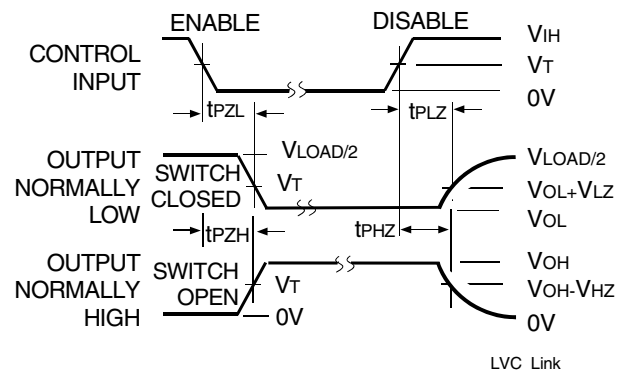 ENABLE
DISABLE
CONTROL
INPUT
VIH
VT
0V
tPZL
tPLZ
OUTPUT
NORMALLY
LOW
SWITCH
CLOSED
VLOAD/2
VT
VLOAD/2
VOL+VLZ
VOL
tPZH
tPHZ
OUTPUT
NORMALLY
HIGH
SWITCH
OPEN
VT
0V
VOH
VOH-VHZ
0V
LVC Link